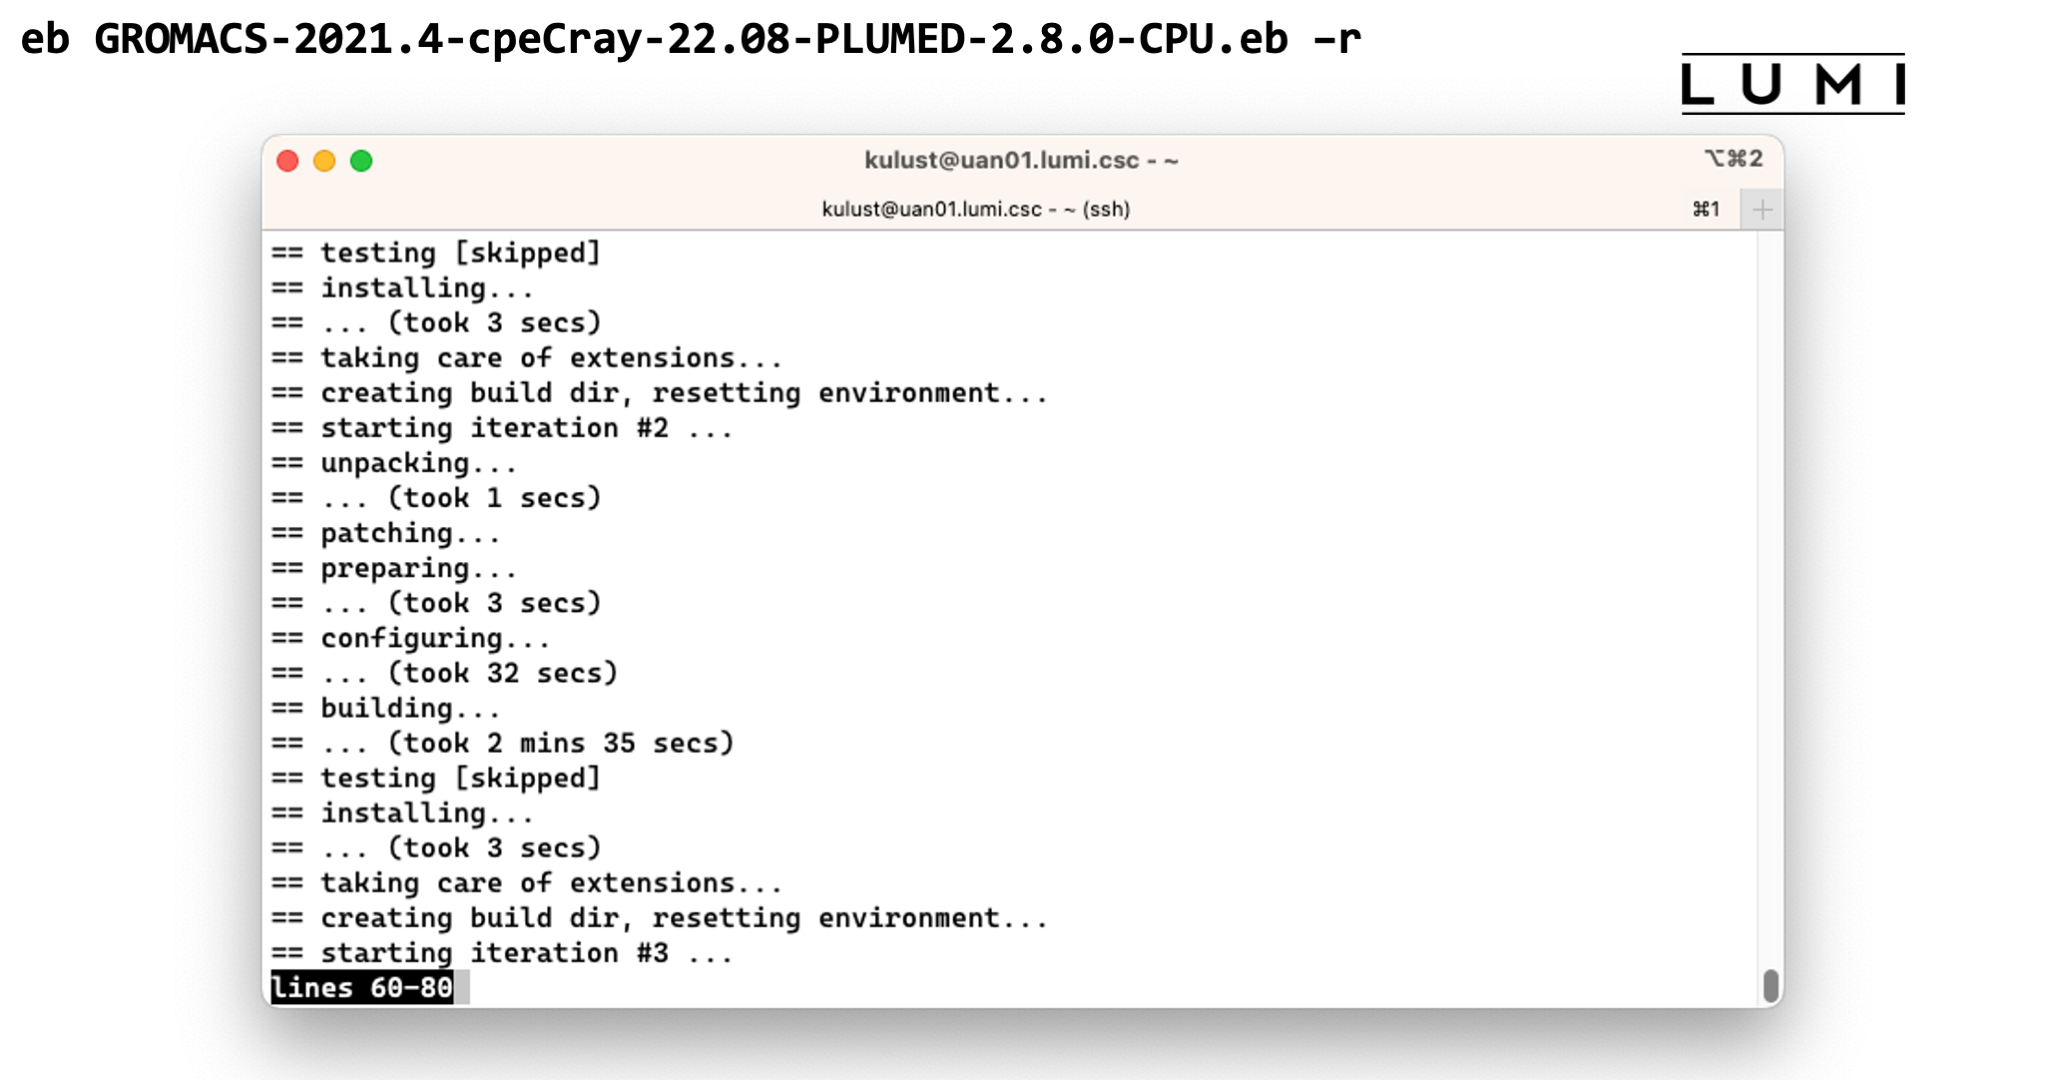 eb GROMACS-2021.4-cpeCray-22.08-PLUMED-2.8.0-CPU.eb –r
LUMI
kulust@uan01.lumi.csc - ~
⌥⌘2
kulust@uan01.lumi.csc - ~ (ssh)
⌘1
+
== testing [skipped]
== installing...
== ... (took 3 secs)
== taking care of extensions...
== creating build dir, resetting environment...
== starting iteration #2 ...
== unpacking...
== ... (took 1 secs)
== patching...
== preparing...
== ... (took 3 secs)
== configuring...
== ... (took 32 secs)
== building...
== ... (took 2 mins 35 secs)
== testing [skipped]
== installing...
== ... (took 3 secs)
== taking care of extensions...
== creating build dir, resetting environment...
== starting iteration #3 ...
lines 60-80